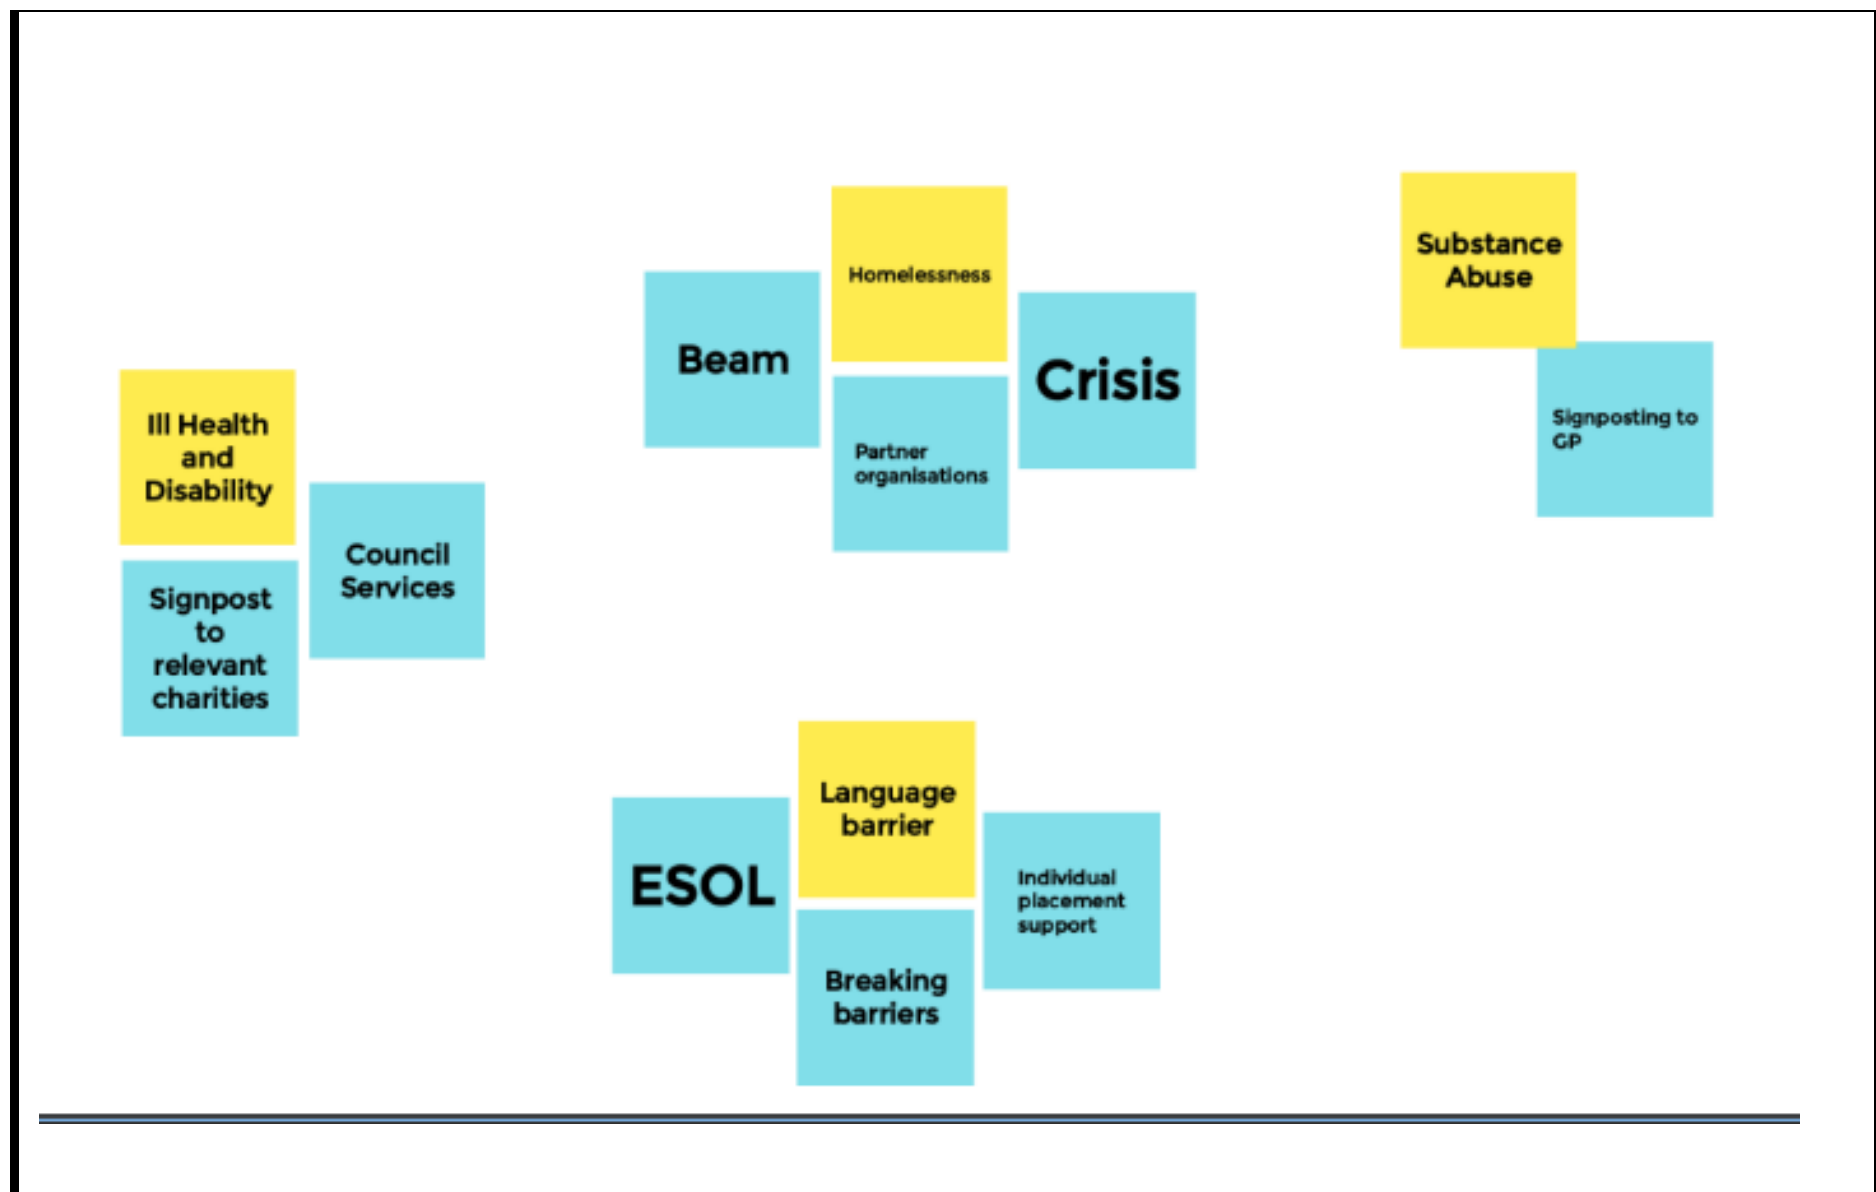 Ill Health
and
Disability
Council
Services
Signpost
to
relevant
charities
Homelessness
Beam
Crisis
Partner
organisations
Substance
Abuse
Signposting to
GP
Language
barrier
ESOL
Individual
placement
support
Breaking
barriers